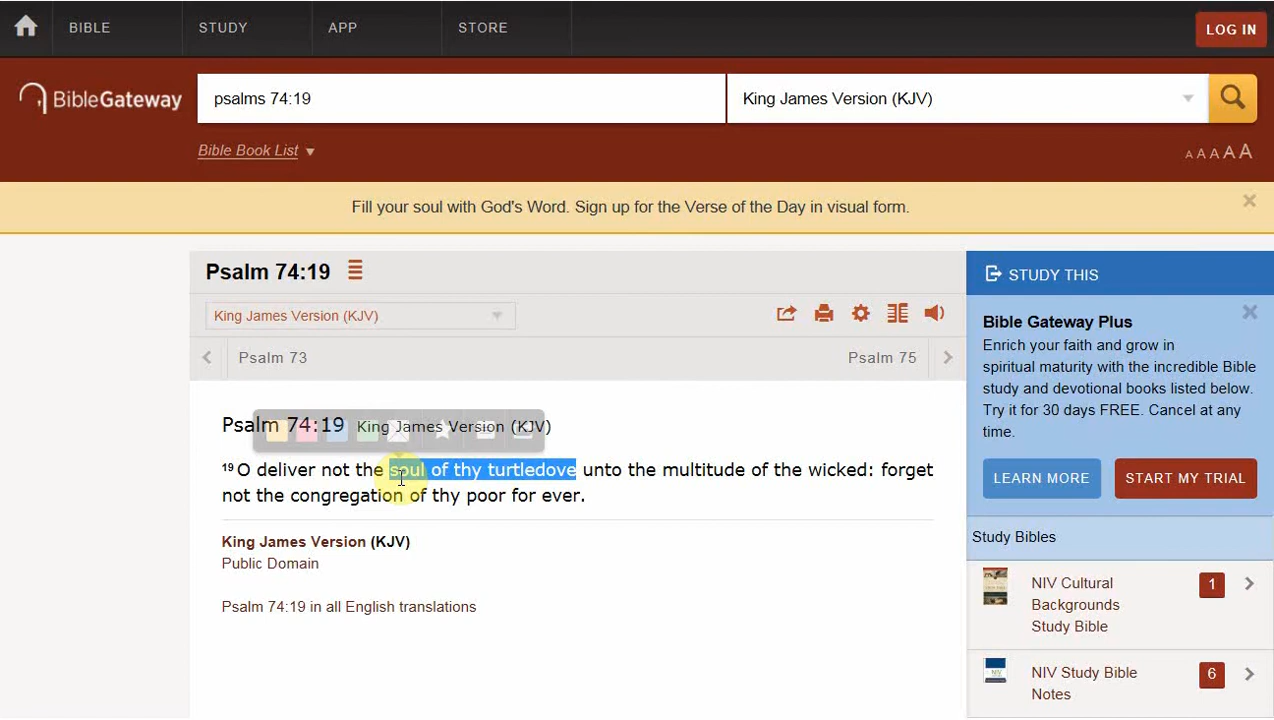 BIBLE STUDY APP STORE LOG IN
BibleGateway psalms 74:19 King James Version (KJV)
Bible Book List A A A A A
Fill your soul with God's Word. Sign up for the Verse of the Day in visual form.
Psalm 74:19
King James Version (KJV)
Psalm 73 Psalm 75
Psalm 74:19 King James Version (KJV)
19 O deliver not the soul of thy turtledove unto the multitude of the wicked: forget
not the congregation of thy poor for ever.
King James Version (KJV)
Public Domain
Psalm 74:19 in all English translations
STUDY THIS
Bible Gateway Plus
Enrich your faith and grow in
spiritual maturity with the incredible Bible
study and devotional books listed below.
Try it for 30 days FREE. Cancel at any
time.
LEARN MORE START MY TRIAL
Study Bibles
NIV Cultural
Backgrounds
Study Bible
1
NIV Study Bible
Notes
6